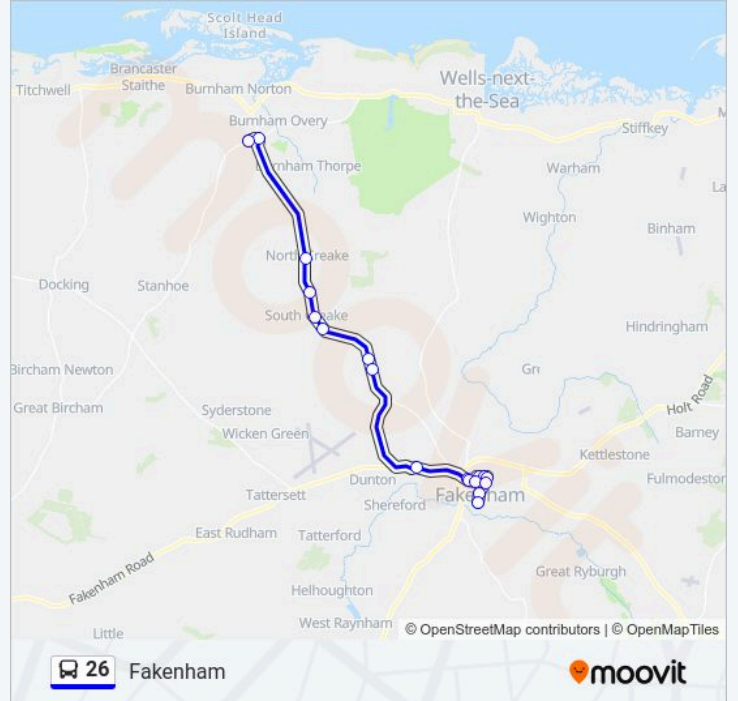 Scolt Head
Island
Brancaster
Staithe
Titchwell
Burnham Norton
Wells-next-
the-Sea
Burnham Overy
Stiffkey
Thorpe
Warham
La
Wighton
Binham
North
Docking
Stanhoe
South
Hindringham
Bircham Newton
Gr
Great Bircham
Syderstone
Holt Road
Wicken Green
Barney
Kettlestone
Dunton
Fulmodeston
Tattersett
Shereford
Fakenham
East Rudham
Tatterford
Fakenham Road
Great Ryburgh
Helhoughton
West Raynham
Little
© OpenStreetMap contributors | © OpenMapTiles
26 Fakenham
moovit